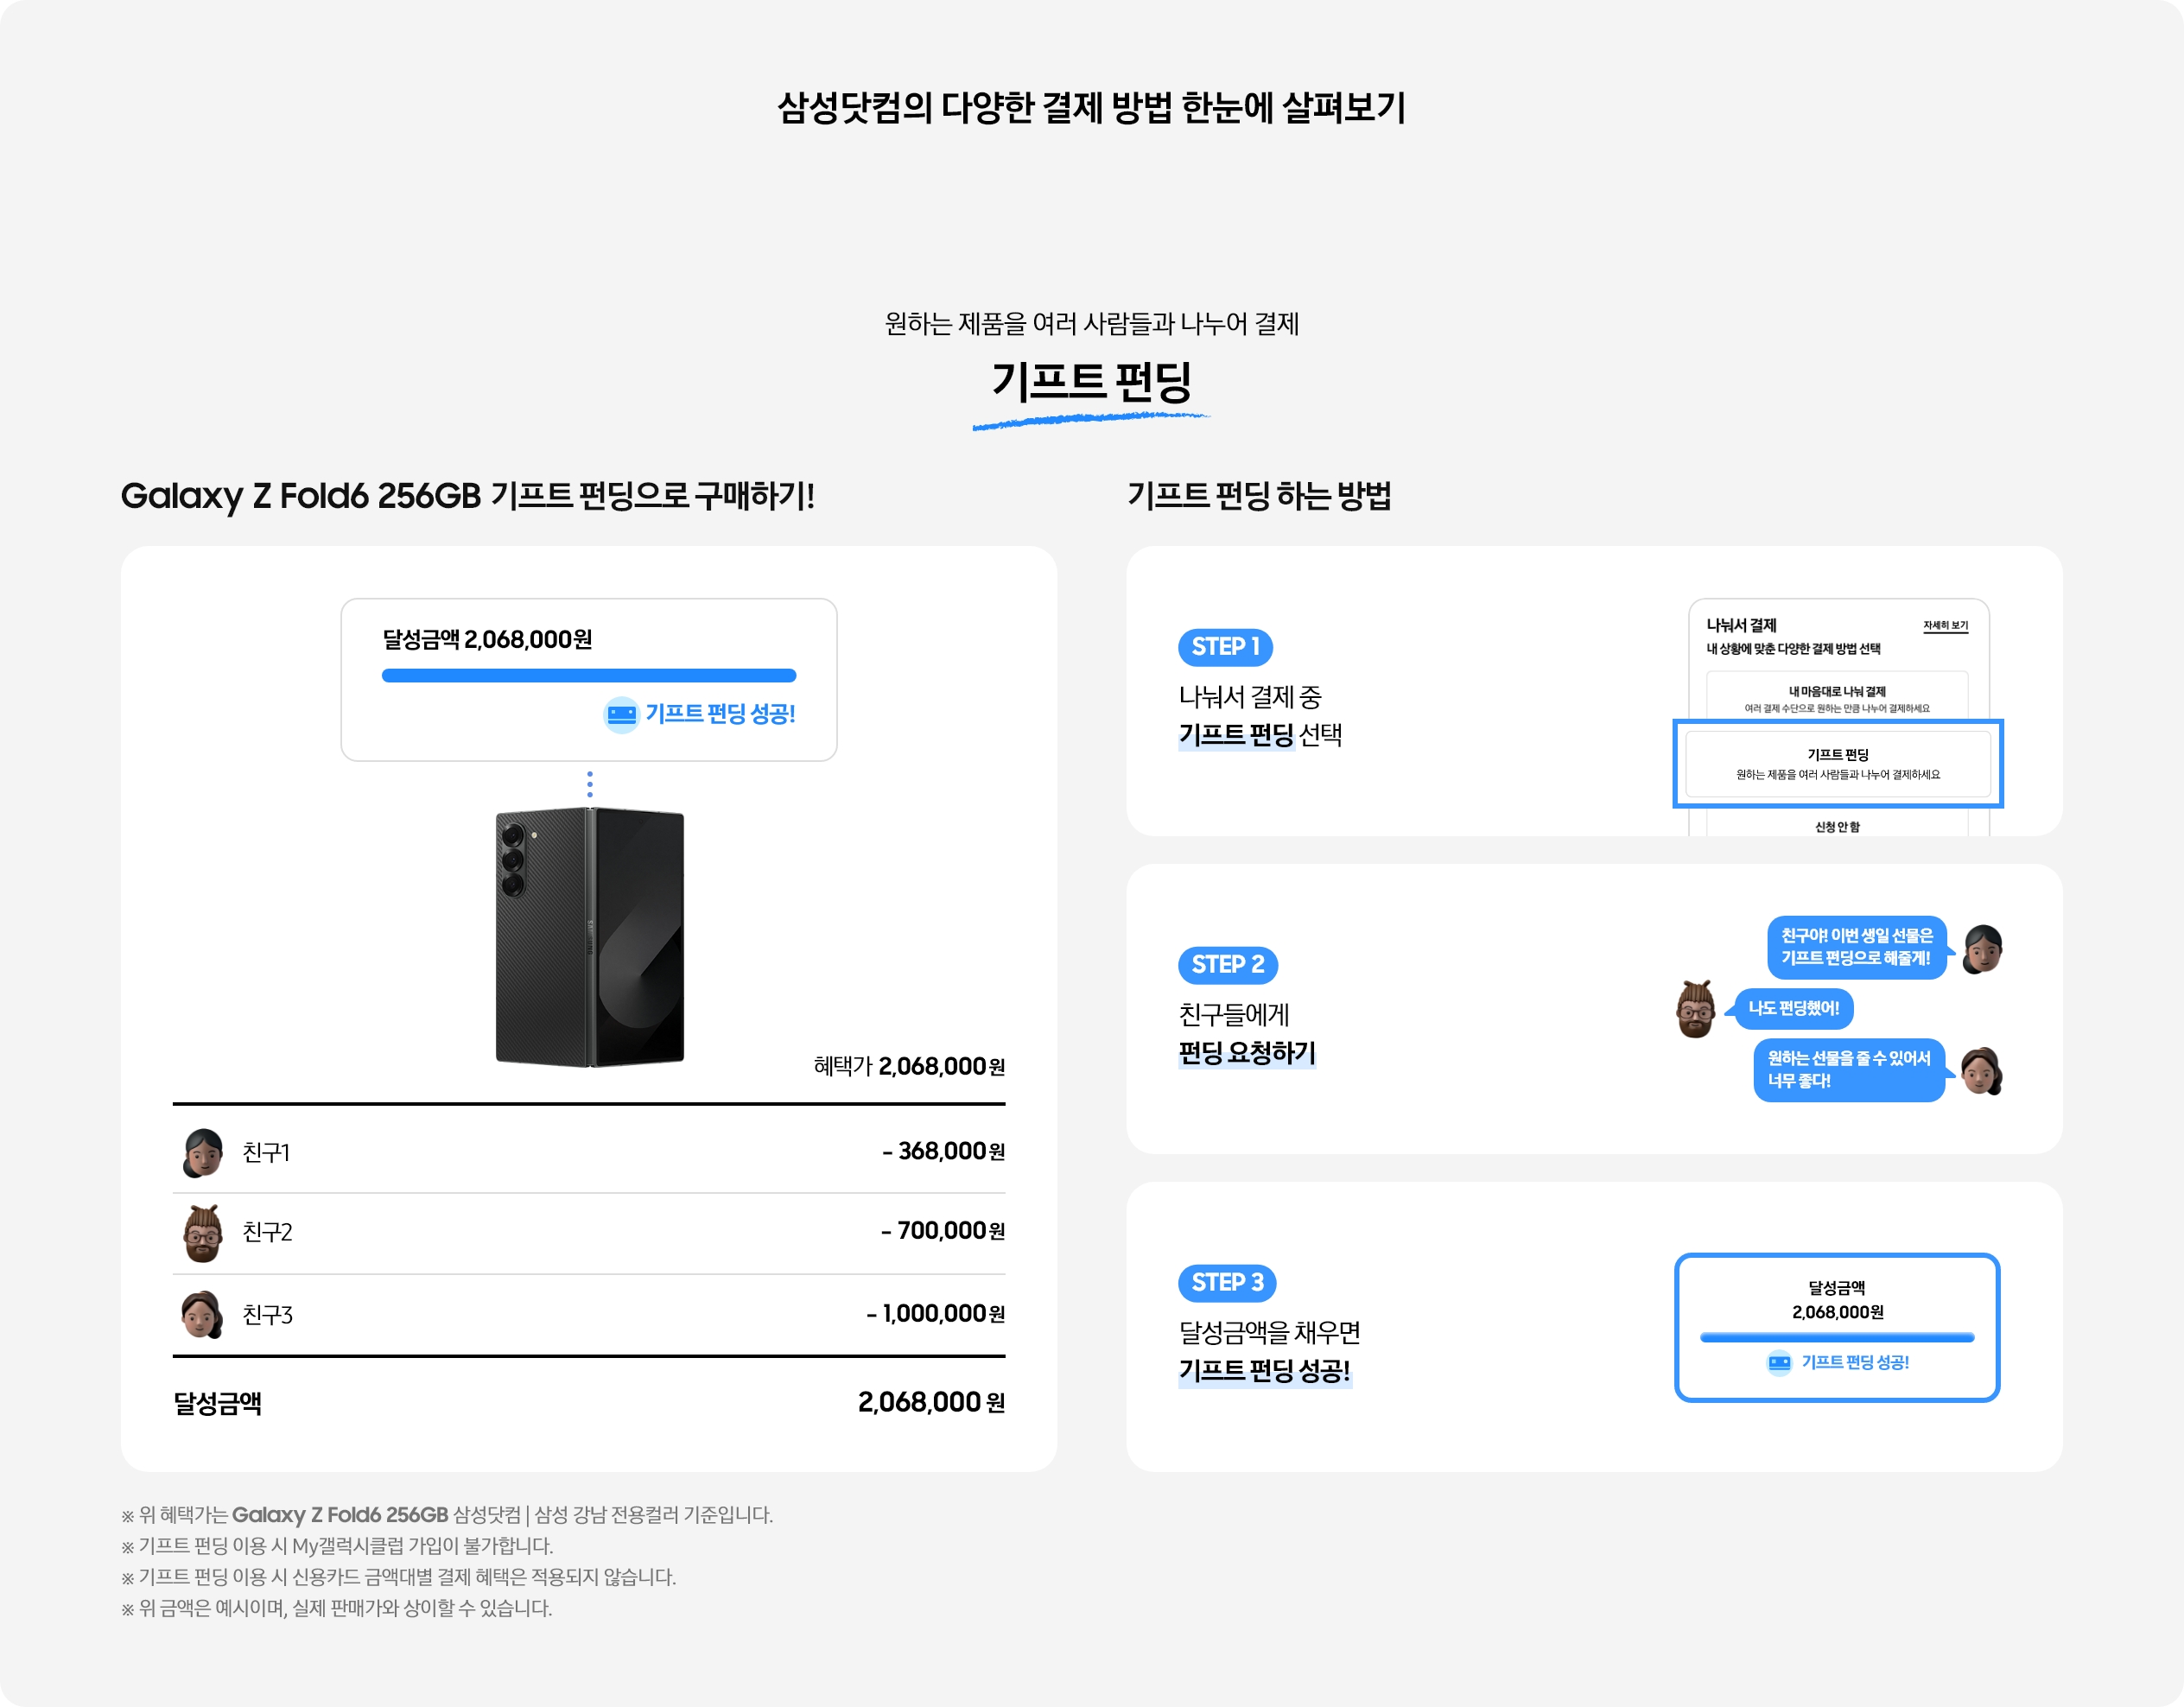 삼성닷컴의 다양한 결제 방법 한눈에 살펴보기
원하는 제품을 여러 사람들과 나누어 결제
기프트 펀딩
Galaxy Z Fold6 256GB 기프트 펀딩으로 구매하기!
달성금액 2,068,000원
기프트 펀딩 성공!
SAMSUNG
혜택가 2,068,000원
친구1 - 368,000원
친구2 - 700,000원
친구3 - 1,000,000원
달성금액 2,068,000 원
기프트 펀딩 하는 방법
STEP 1
나눠서 결제 중
기프트 펀딩 선택
나눠서 결제 자세히 보기
내 상황에 맞춘 다양한 결제 방법 선택
내 마음대로 나눠 결제
여러 결제 수단으로 원하는 만큼 나누어 결제하세요
기프트 펀딩
원하는 제품을 여러 사람들과 나누어 결제하세요
신청 안 함
STEP 2
친구들에게
펀딩 요청하기
친구야! 이번 생일 선물은
기프트 펀딩으로 해줄게!
나도 펀딩했어!
원하는 선물을 줄 수 있어서
너무 좋다!
STEP 3
달성금액을 채우면
기프트 펀딩 성공!
달성금액
2,068,000원
기프트 펀딩 성공!
※ 위 혜택가는 Galaxy Z Fold6 256GB 삼성닷컴 | 삼성 강남 전용컬러 기준입니다.
※ 기프트 펀딩 이용 시 My갤럭시클럽 가입이 불가합니다.
※ 기프트 펀딩 이용 시 신용카드 금액대별 결제 혜택은 적용되지 않습니다.
※ 위 금액은 예시이며, 실제 판매가와 상이할 수 있습니다.